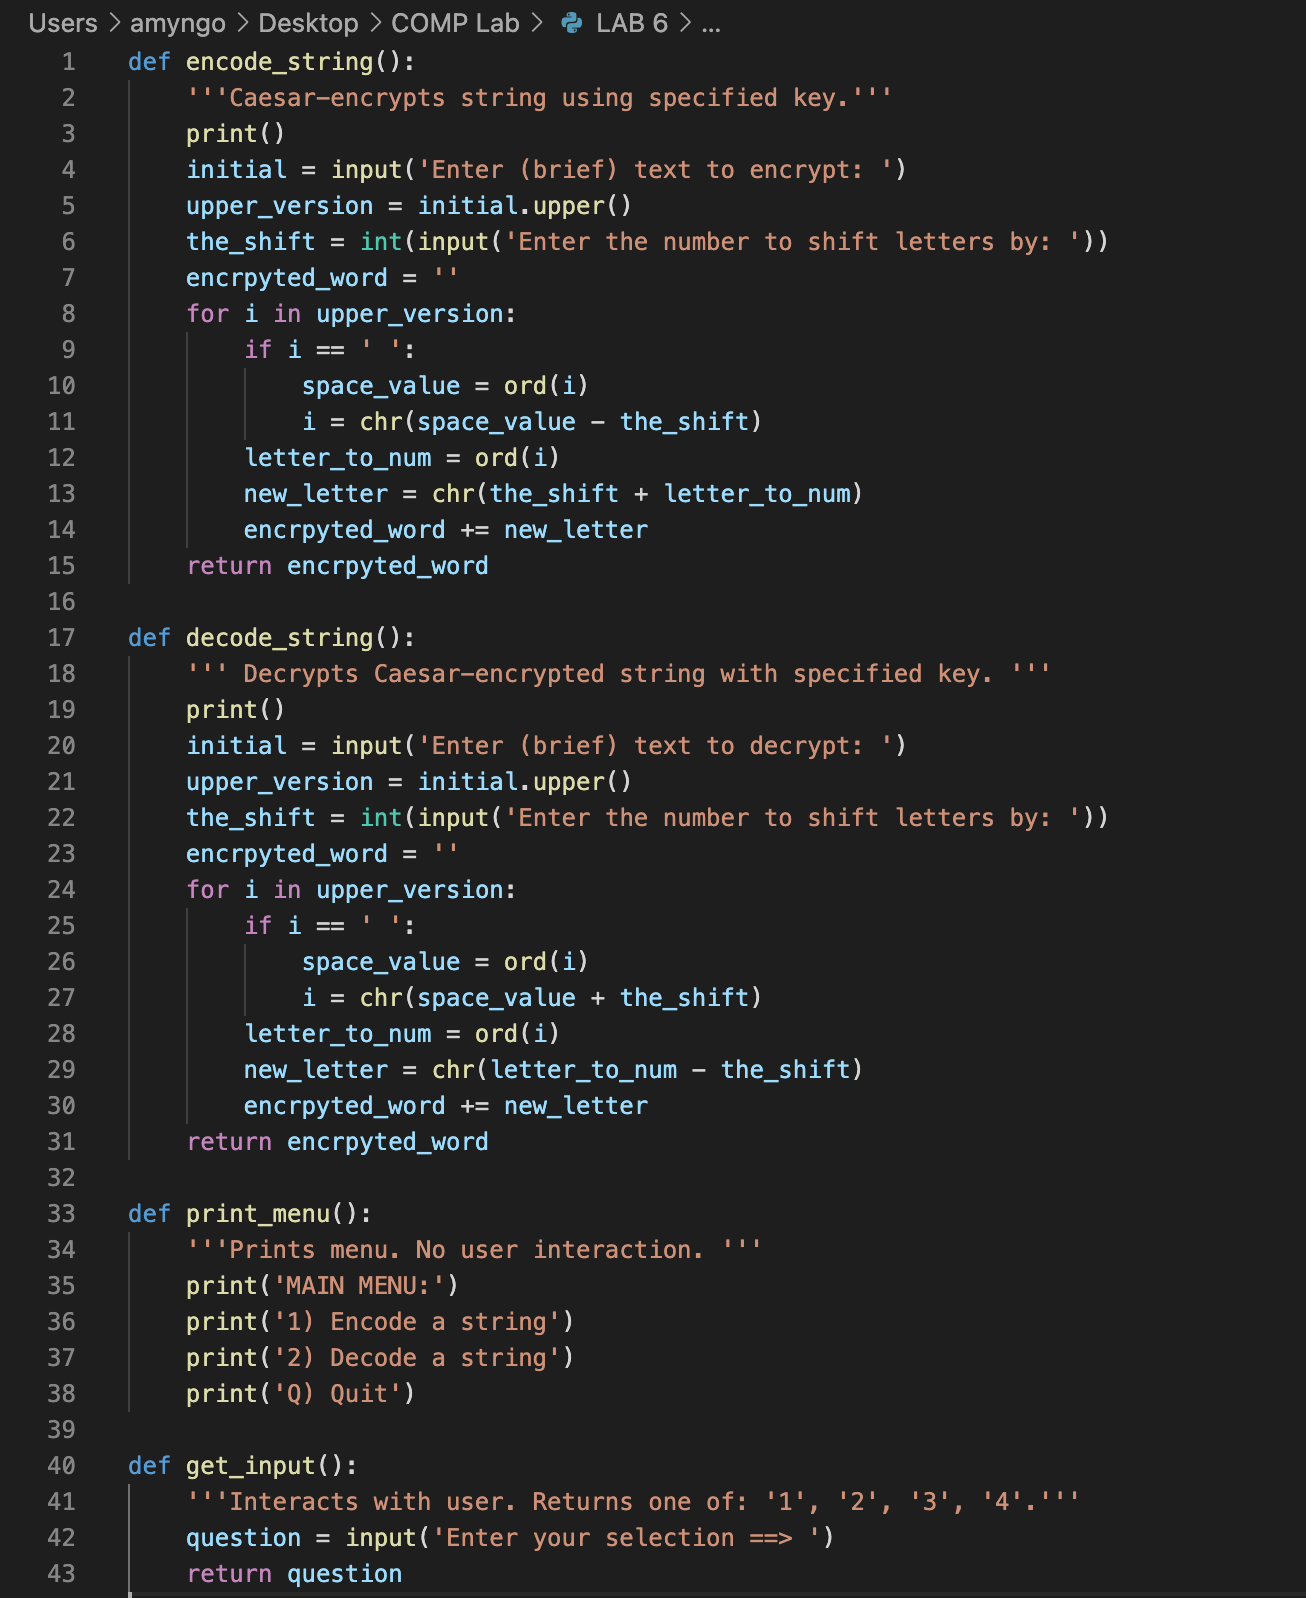 Users > amyngo > Desktop > COMP Lab > LAB 6 > ...
1 def encode_string():
2     '''Caesar-encrypts string using specified key.'''
3     print()
4     initial = input('Enter (brief) text to encrypt: ')
5     upper_version = initial.upper()
6     the_shift = int(input('Enter the number to shift letters by: '))
7     encrpyted_word = ''
8     for i in upper_version:
9         if i == ' ':
10             space_value = ord(i)
11             i = chr(space_value - the_shift)
12         letter_to_num = ord(i)
13         new_letter = chr(the_shift + letter_to_num)
14         encrpyted_word += new_letter
15     return encrpyted_word
16
17 def decode_string():
18     ''' Decrypts Caesar-encrypted string with specified key. '''
19     print()
20     initial = input('Enter (brief) text to decrypt: ')
21     upper_version = initial.upper()
22     the_shift = int(input('Enter the number to shift letters by: '))
23     encrpyted_word = ''
24     for i in upper_version:
25         if i == ' ':
26             space_value = ord(i)
27             i = chr(space_value + the_shift)
28         letter_to_num = ord(i)
29         new_letter = chr(letter_to_num - the_shift)
30         encrpyted_word += new_letter
31     return encrpyted_word
32
33 def print_menu():
34     '''Prints menu. No user interaction. '''
35     print('MAIN MENU:')
36     print('1) Encode a string')
37     print('2) Decode a string')
38     print('Q) Quit')
39
40 def get_input():
41     '''Interacts with user. Returns one of: '1', '2', '3', '4'.'''
42     question = input('Enter your selection ==> ')
43     return question